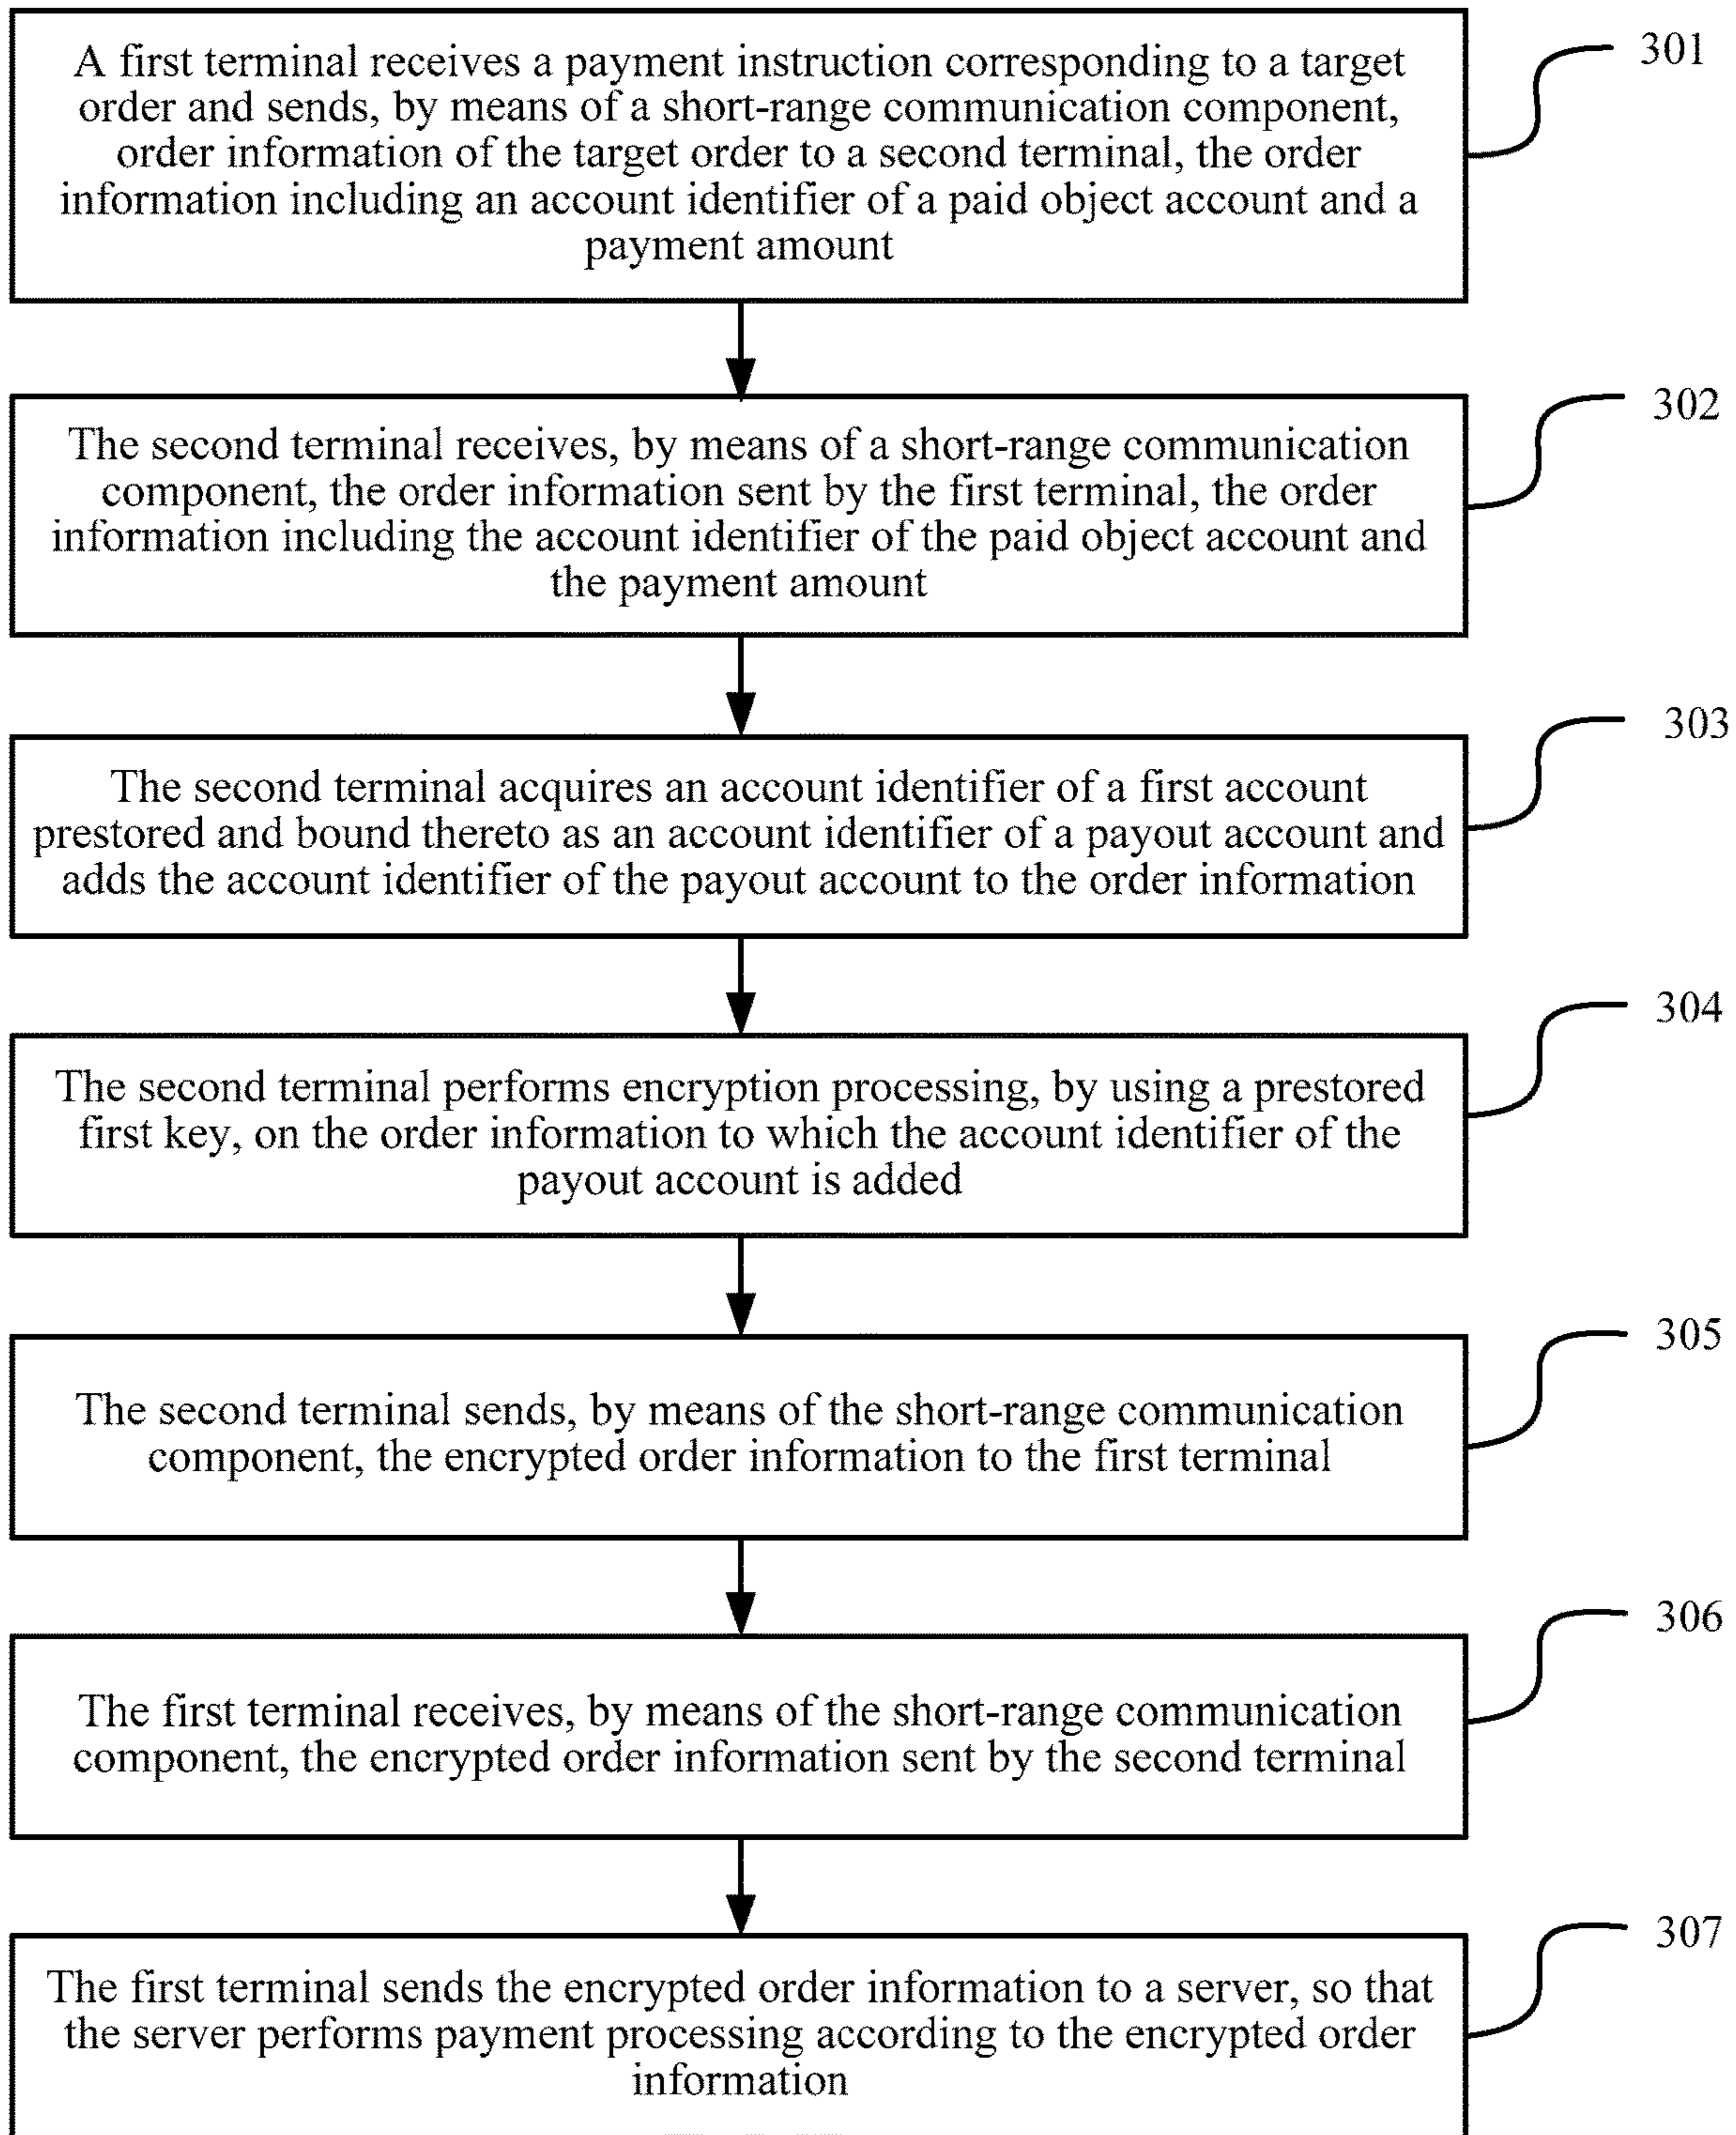 A first terminal receives a payment instruction corresponding to a target
order and sends, by means of a short-range communication component,
order information of the target order to a second terminal, the order
information including an account identifier of a paid object account and a
payment amount
301
The second terminal receives, by means of a short-range communication
component, the order information sent by the first terminal, the order
information including the account identifier of the paid object account and
the payment amount
302
The second terminal acquires an account identifier of a first account
prestored and bound thereto as an account identifier of a payout account and
adds the account identifier of the payout account to the order information
303
The second terminal performs encryption processing, by using a prestored
first key, on the order information to which the account identifier of the
payout account is added
304
The second terminal sends, by means of the short-range communication
component, the encrypted order information to the first terminal
305
The first terminal receives, by means of the short-range communication
component, the encrypted order information sent by the second terminal
306
The first terminal sends the encrypted order information to a server, so that
the server performs payment processing according to the encrypted order
information
307